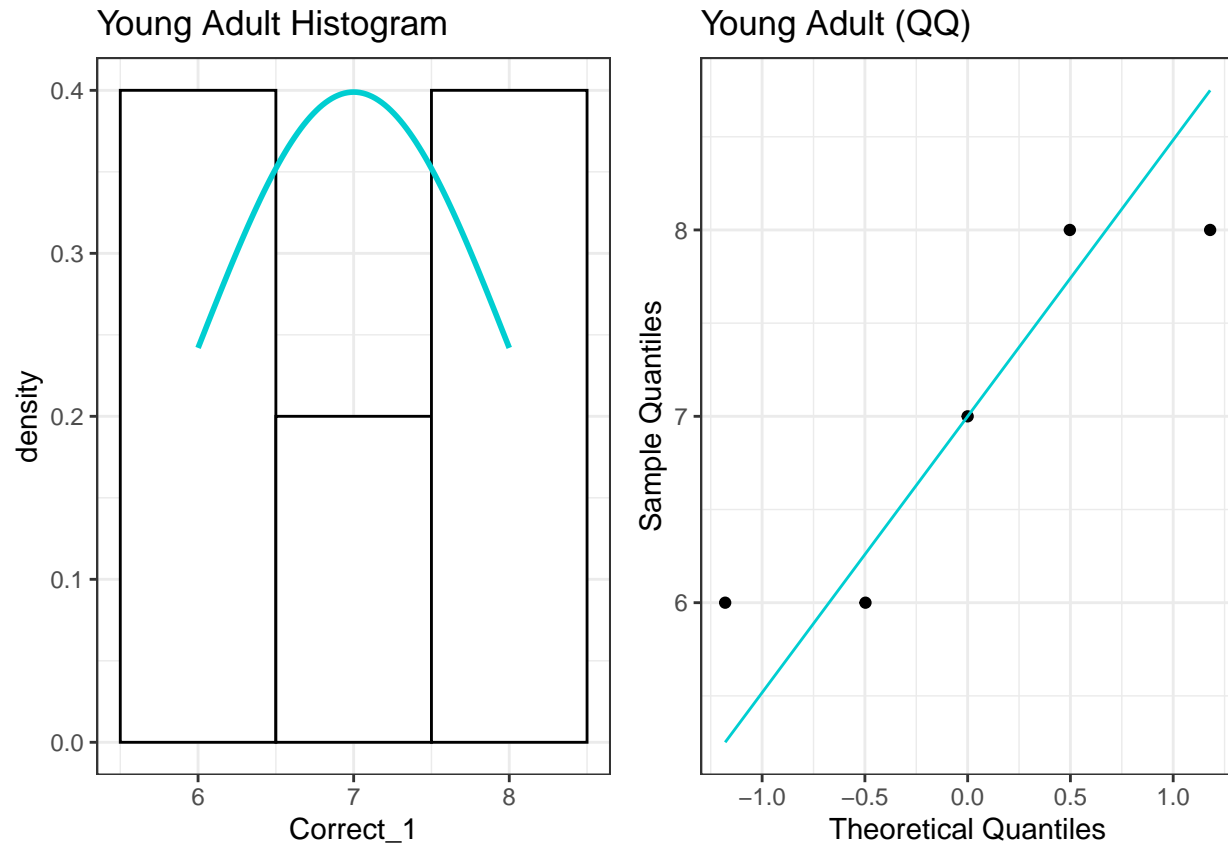 Young Adult Histogram
0.4
0.3
0.2
0.1
0.0
density
6 7 8
Correct_1
Young Adult (QQ)
8
7
6
Sample Quantiles
−1.0 −0.5 0.0 0.5 1.0
Theoretical Quantiles